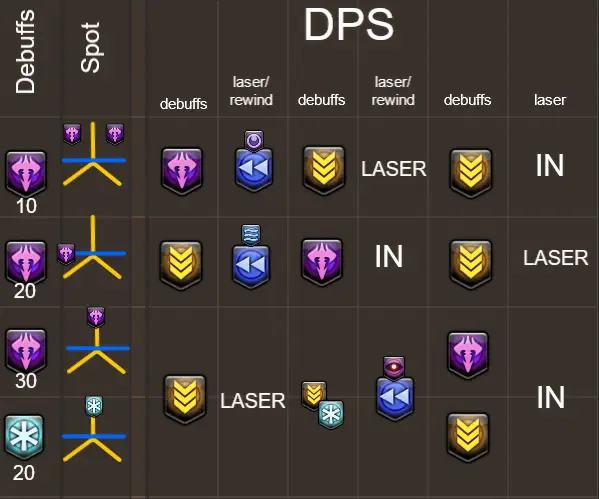 Debuffs
Spot
DPS
debuffs
laser/
rewind
debuffs
laser/
rewind
debuffs
laser
10
LASER
IN
20
IN
LASER
30
LASER
IN
20